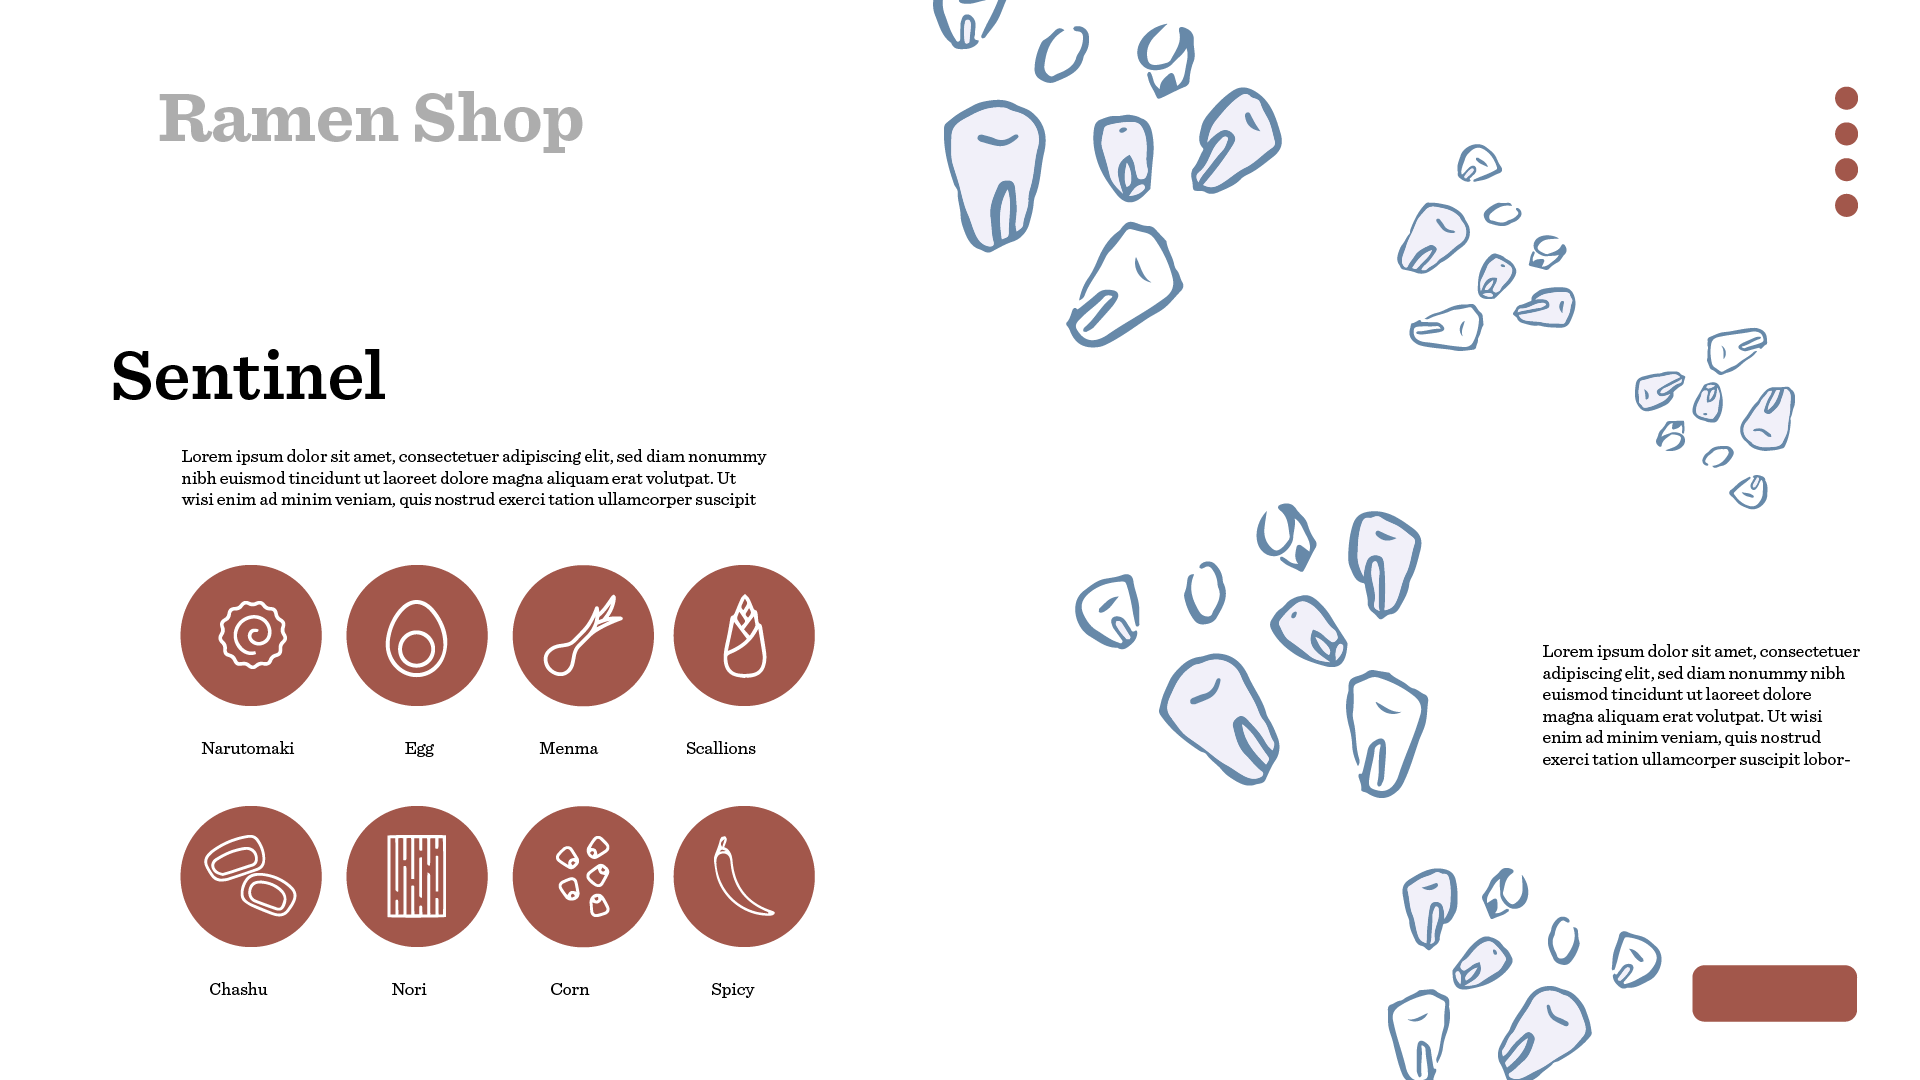 Ramen Shop
Sentinel
Lorem ipsum dolor sit amet, consectetuer adipiscing elit, sed diam nonummy
nibh euismod tincidunt ut laoreet dolore magna aliquam erat volutpat. Ut
wisi enim ad minim veniam, quis nostrud exerci tation ullamcorper suscipit
Narutomaki
Egg
Menma
Scallions
Chashu
Nori
Corn
Spicy
Lorem ipsum dolor sit amet, consectetuer
adipiscing elit, sed diam nonummy nibh
euismod tincidunt ut laoreet dolore
magna aliquam erat volutpat. Ut wisi
enim ad minim veniam, quis nostrud
exerci tation ullamcorper suscipit lobor-